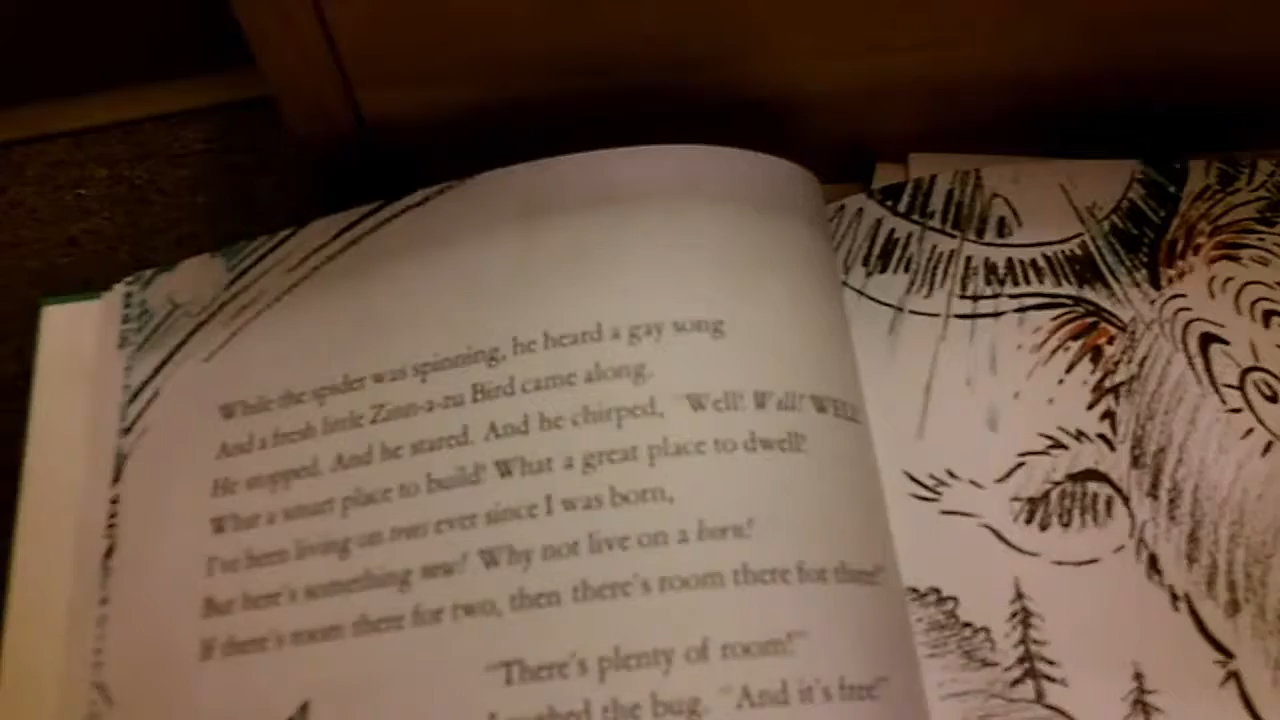 While the spider was spinning, he heard a gay song
And a fresh little Zinn-a-zu Bird came along.
He stopped. And he stared. And he chirped, "Well! Well! WELL!
What a smart place to build! What a great place to dwell!
I've been living on trees ever since I was born,
But here's something new! Why not live on a horn!
If there's room there for two, then there's room there for three!"
"There's plenty of room!"
Laughed the bug. "And it's free!"